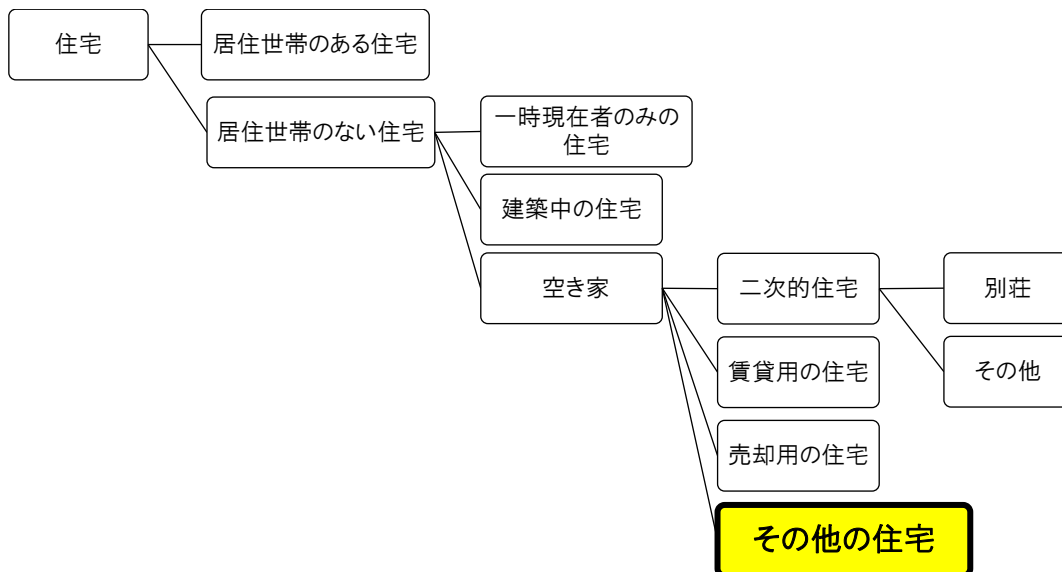 住宅
居住世帯のある住宅
居住世帯のない住宅
一時現在者のみの
住宅
建築中の住宅
空き家
二次的住宅
別荘
賃貸用の住宅
その他
売却用の住宅
その他の住宅